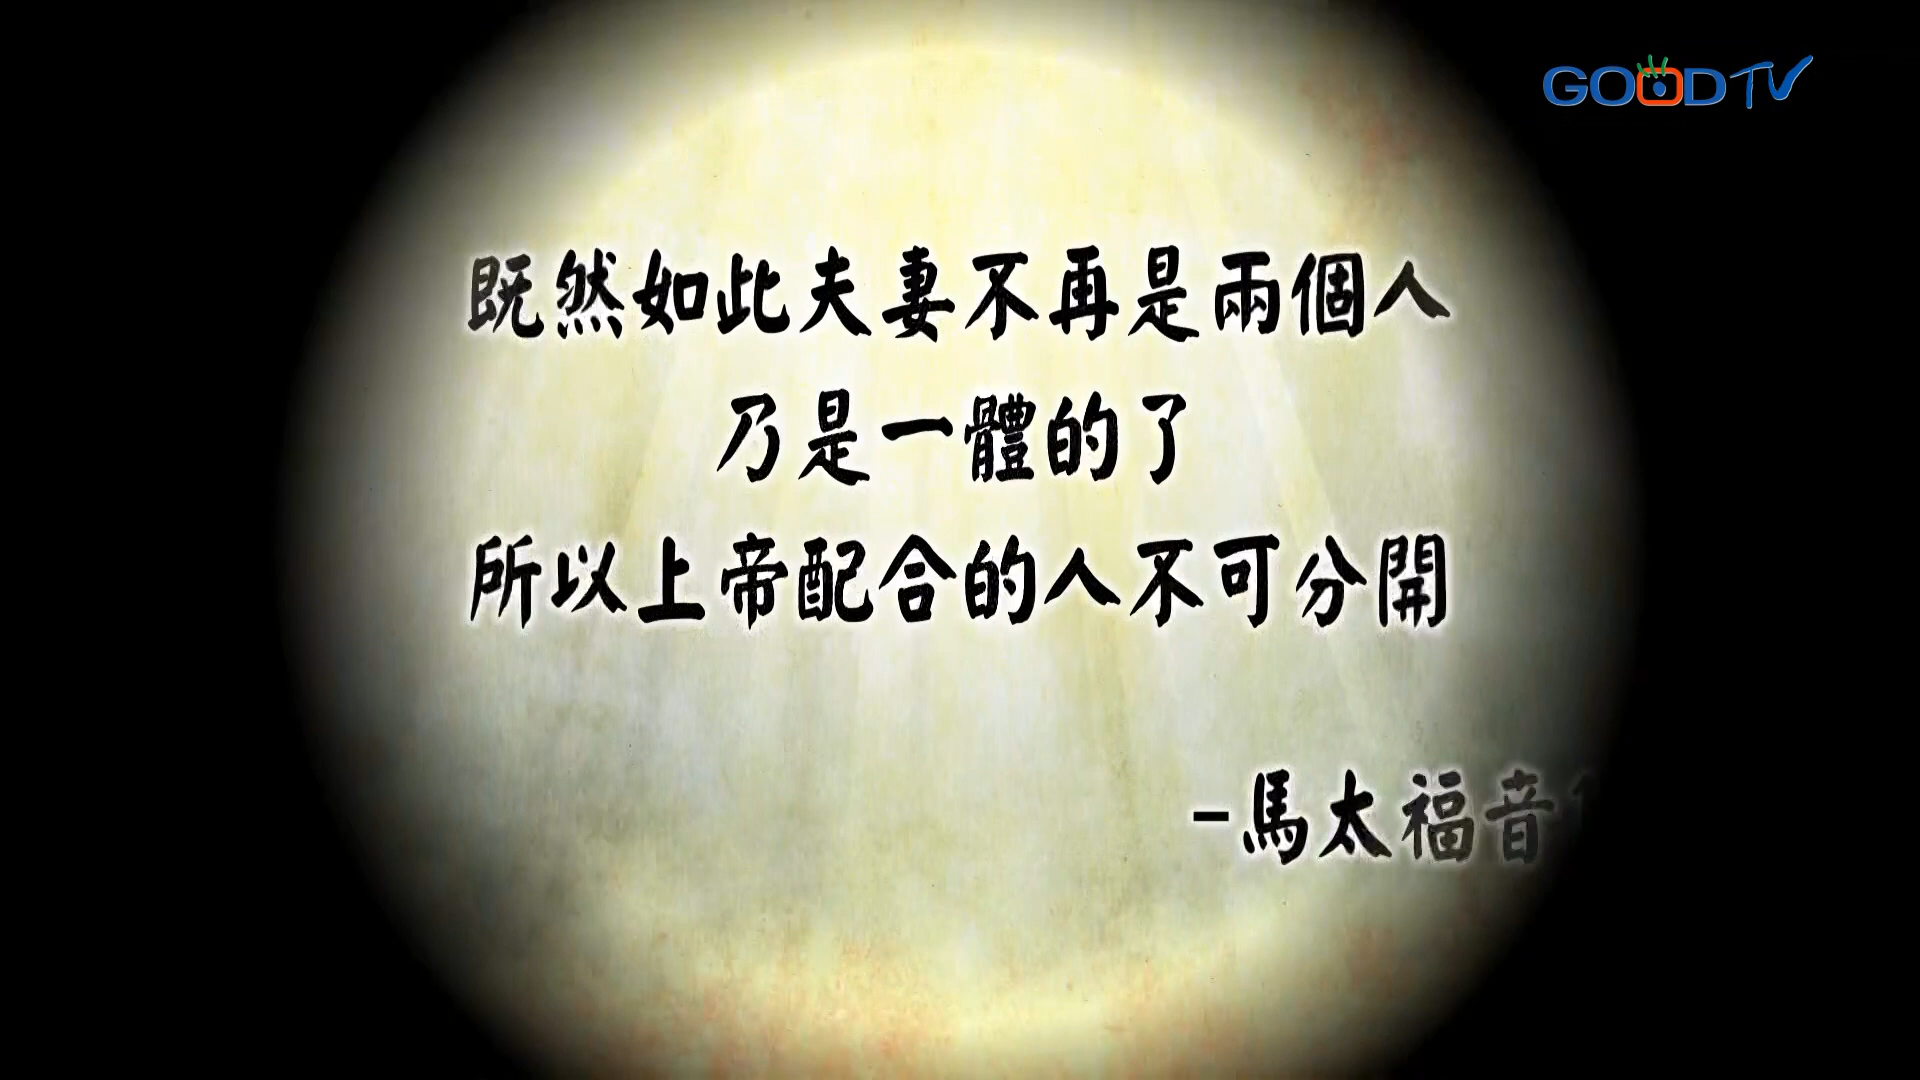 GOODTV
既然如此夫妻不再是兩個人
乃是一體的了
所以上帝配合的人不可分開
-馬太福音